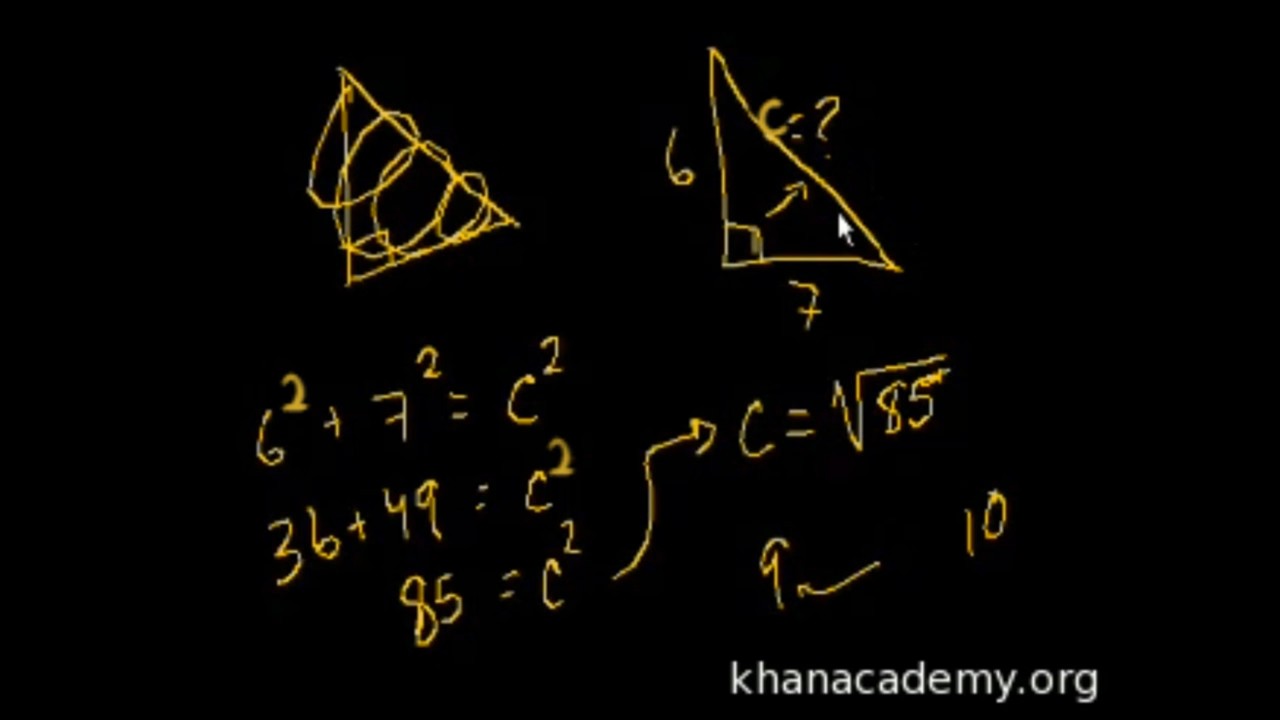 C=?
6
7
6² + 7² = C²
36+49 = C²
85 = C²
C = √85
9 10
khanacademy.org